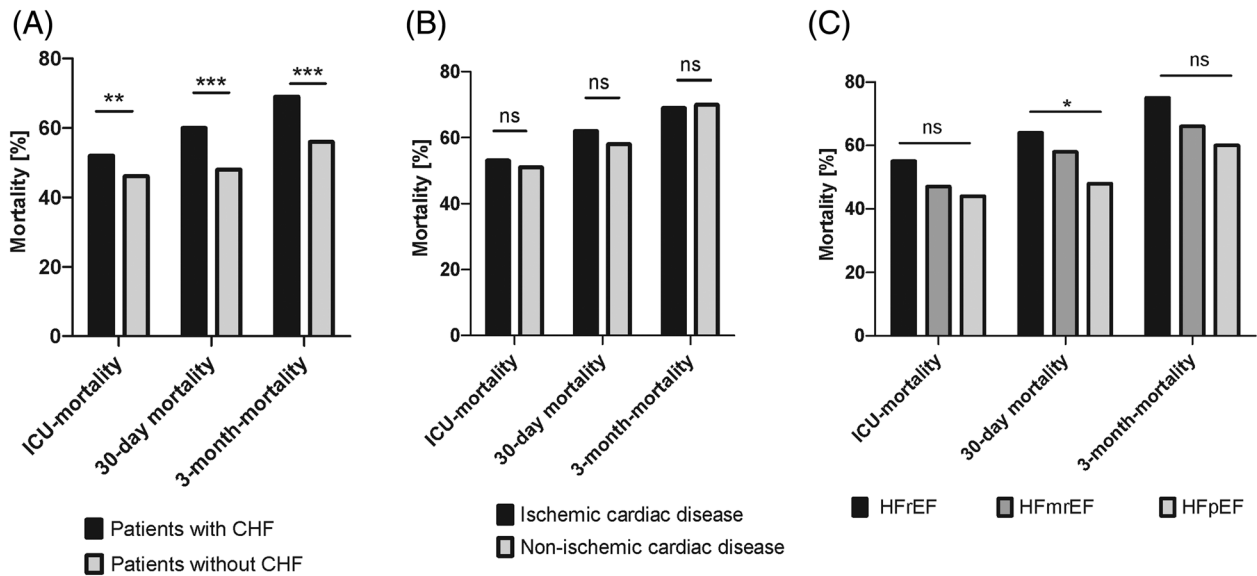 (A)
Mortality [%]
80
60
40
20
0
**
***
***
ICU-mortality
30-day mortality
3-month-mortality
Patients with CHF
Patients without CHF
(B)
Mortality [%]
80
60
40
20
0
ns
ns
ns
ICU-mortality
30-day mortality
3-month-mortality
Ischemic cardiac disease
Non-ischemic cardiac disease
(C)
Mortality [%]
80
60
40
20
0
ns
*
ns
ICU-mortality
30-day mortality
3-month-mortality
HFrEF
HFmrEF
HFpEF